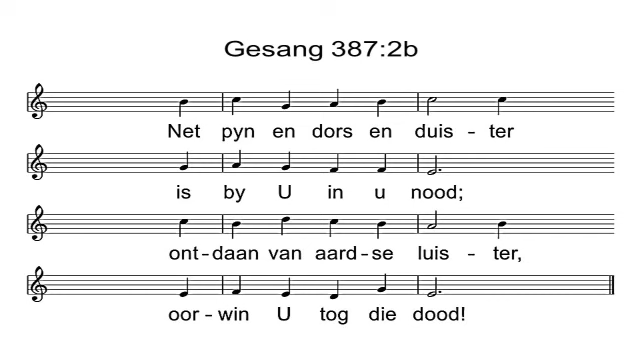 Gesang 387:2b
Net pyn en dors en duis - ter
is by U in u nood;
ont - daan van aard - se luis - ter,
oor - win U tog die dood!